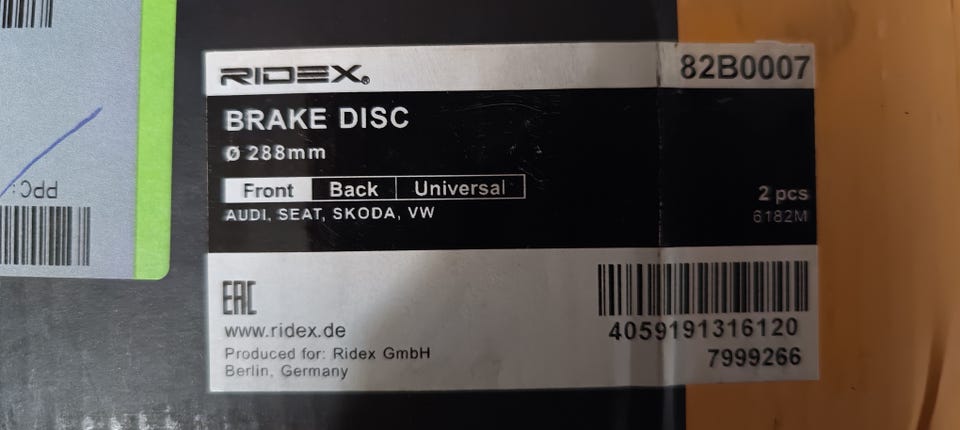 RIDEX® 82B0007
BRAKE DISC
Ø 288mm
Front Back Universal
AUDI, SEAT, SKODA, VW
2 pcs
6182M
EAC
www.ridex.de
Produced for: Ridex GmbH
Berlin, Germany
4059191316120
7999266
PPC: